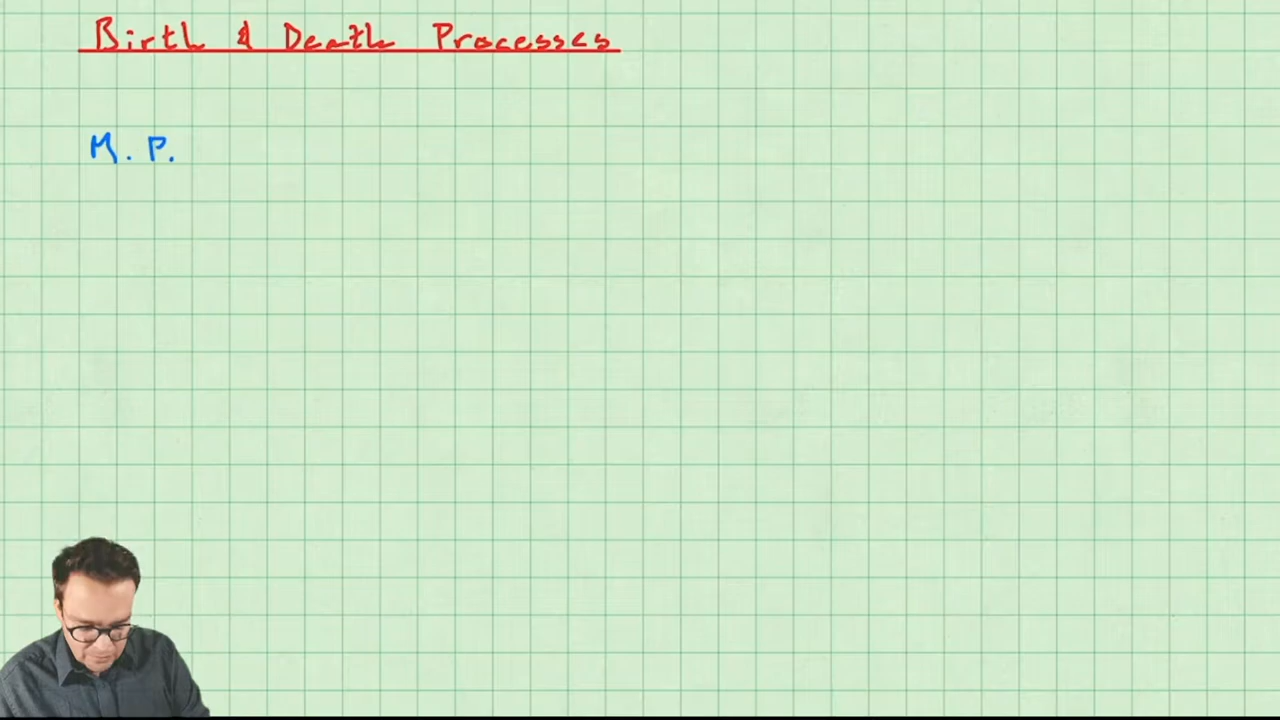 Birth & Death Processes
M. P.